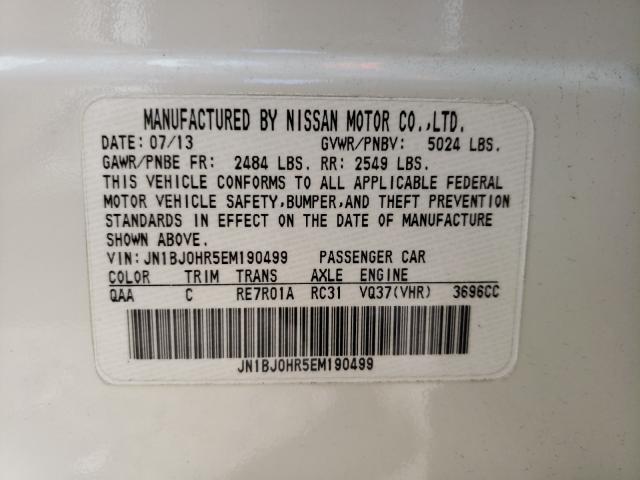 MANUFACTURED BY NISSAN MOTOR CO.,LTD.
DATE: 07/13 GVWR/PNBV: 5024 LBS.
GAWR/PNBE FR: 2484 LBS. RR: 2549 LBS.
THIS VEHICLE CONFORMS TO ALL APPLICABLE FEDERAL
MOTOR VEHICLE SAFETY,BUMPER,AND THEFT PREVENTION
STANDARDS IN EFFECT ON THE DATE OF MANUFACTURE
SHOWN ABOVE.
VIN:JN1BJ0HR5EM190499 PASSENGER CAR
COLOR TRIM TRANS AXLE ENGINE
QAA C RE7R01A RC31 VQ37(VHR) 3696CC
JN1BJ0HR5EM190499